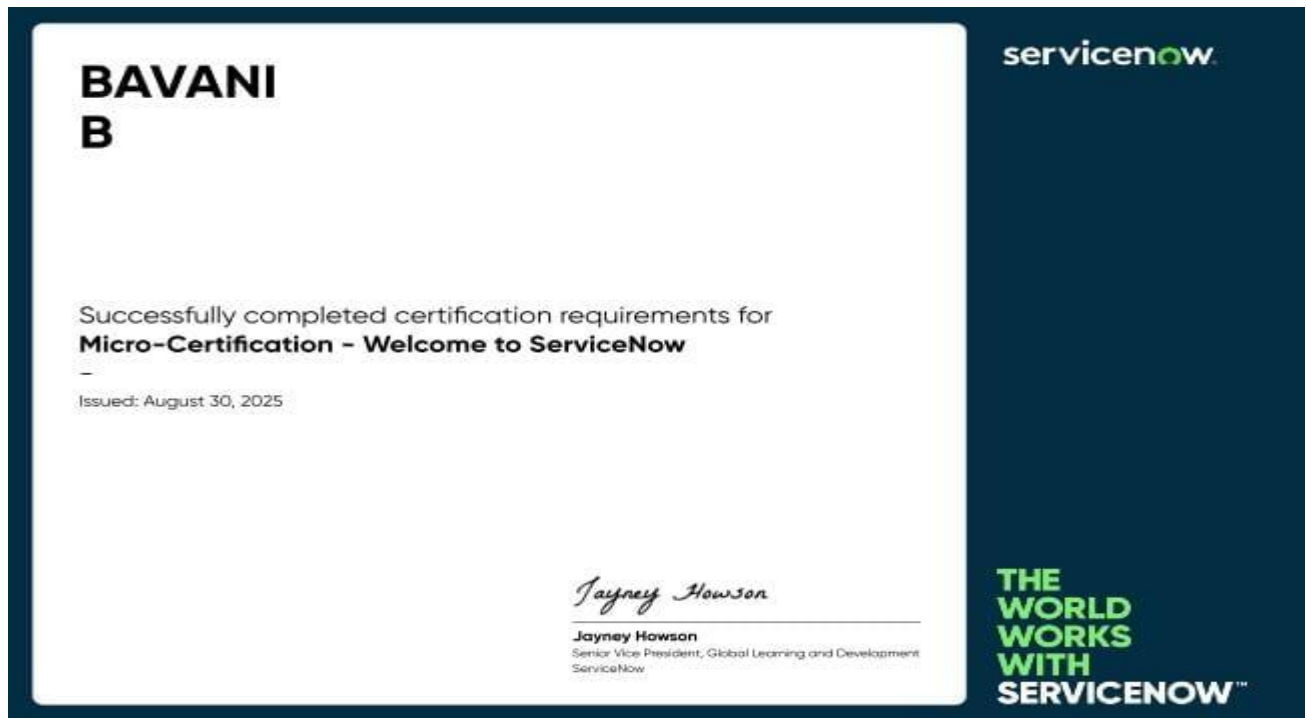 BAVANI
B
Successfully completed certification requirements for
Micro-Certification - Welcome to ServiceNow
–
Issued: August 30, 2025
Jayney Howson
Jayney Howson
Senior Vice President, Global Learning and Development
ServiceNow
servicenow.
THE
WORLD
WORKS
WITH
SERVICENOW™